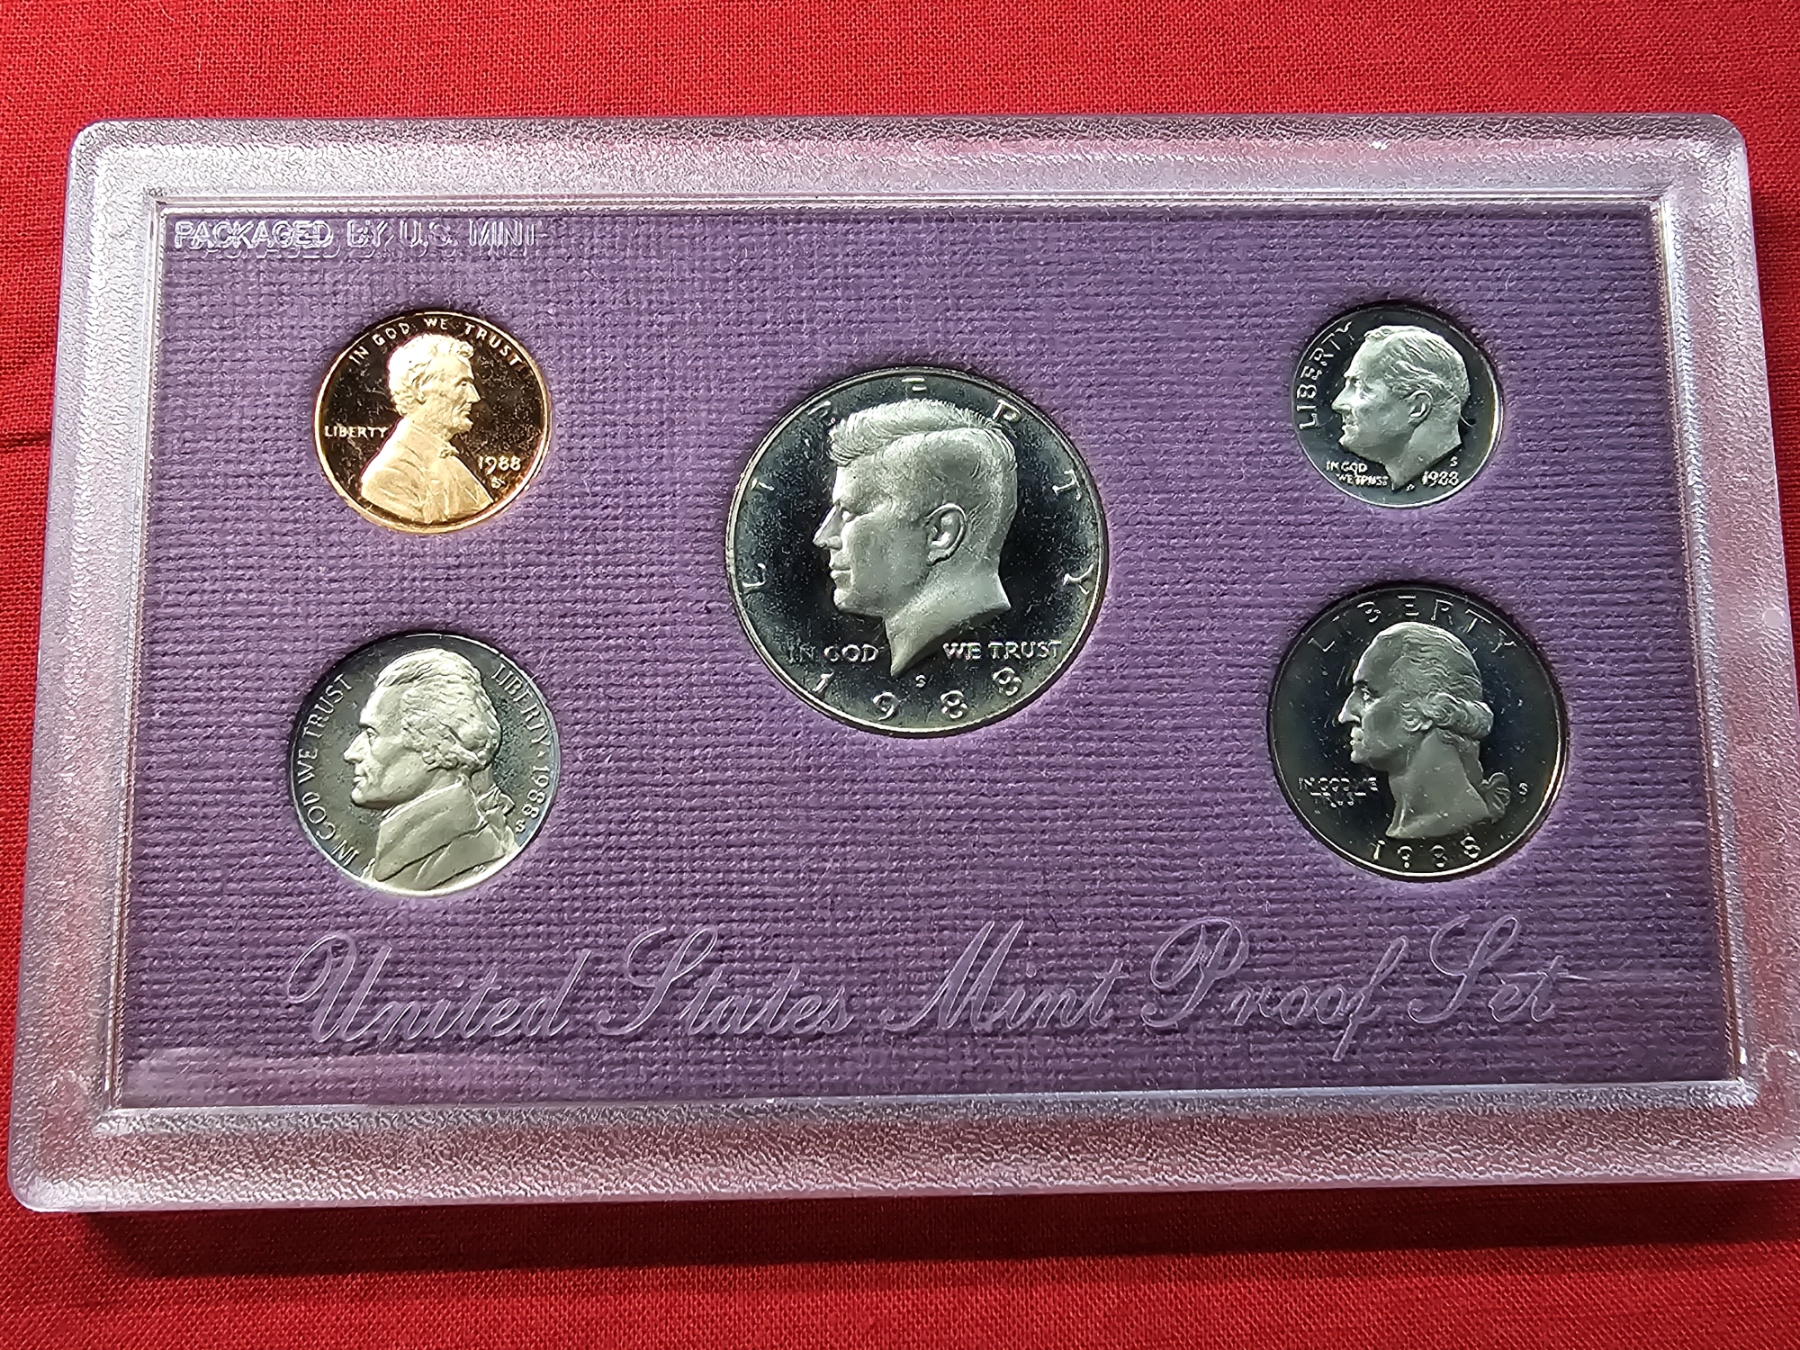 PACKAGED BY U.S. MINT
IN GOD WE TRUST
LIBERTY
1988
S
LIBERTY
IN GOD WE TRUST
S
1988
LIBERTY
IN GOD
WE TRUST
S
1988
IN GOD WE TRUST
LIBERTY · 1988
S
LIBERTY
IN GOD WE
TRUST
S
1988
United States Mint Proof Set